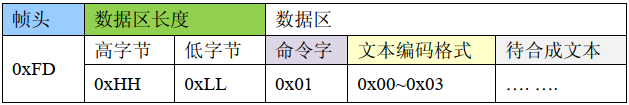 帧头 数据区长度 数据区
0xFD 高字节 低字节 命令字 文本编码格式 待合成文本
0xHH 0xLL 0x01 0x00~0x03 …. ….